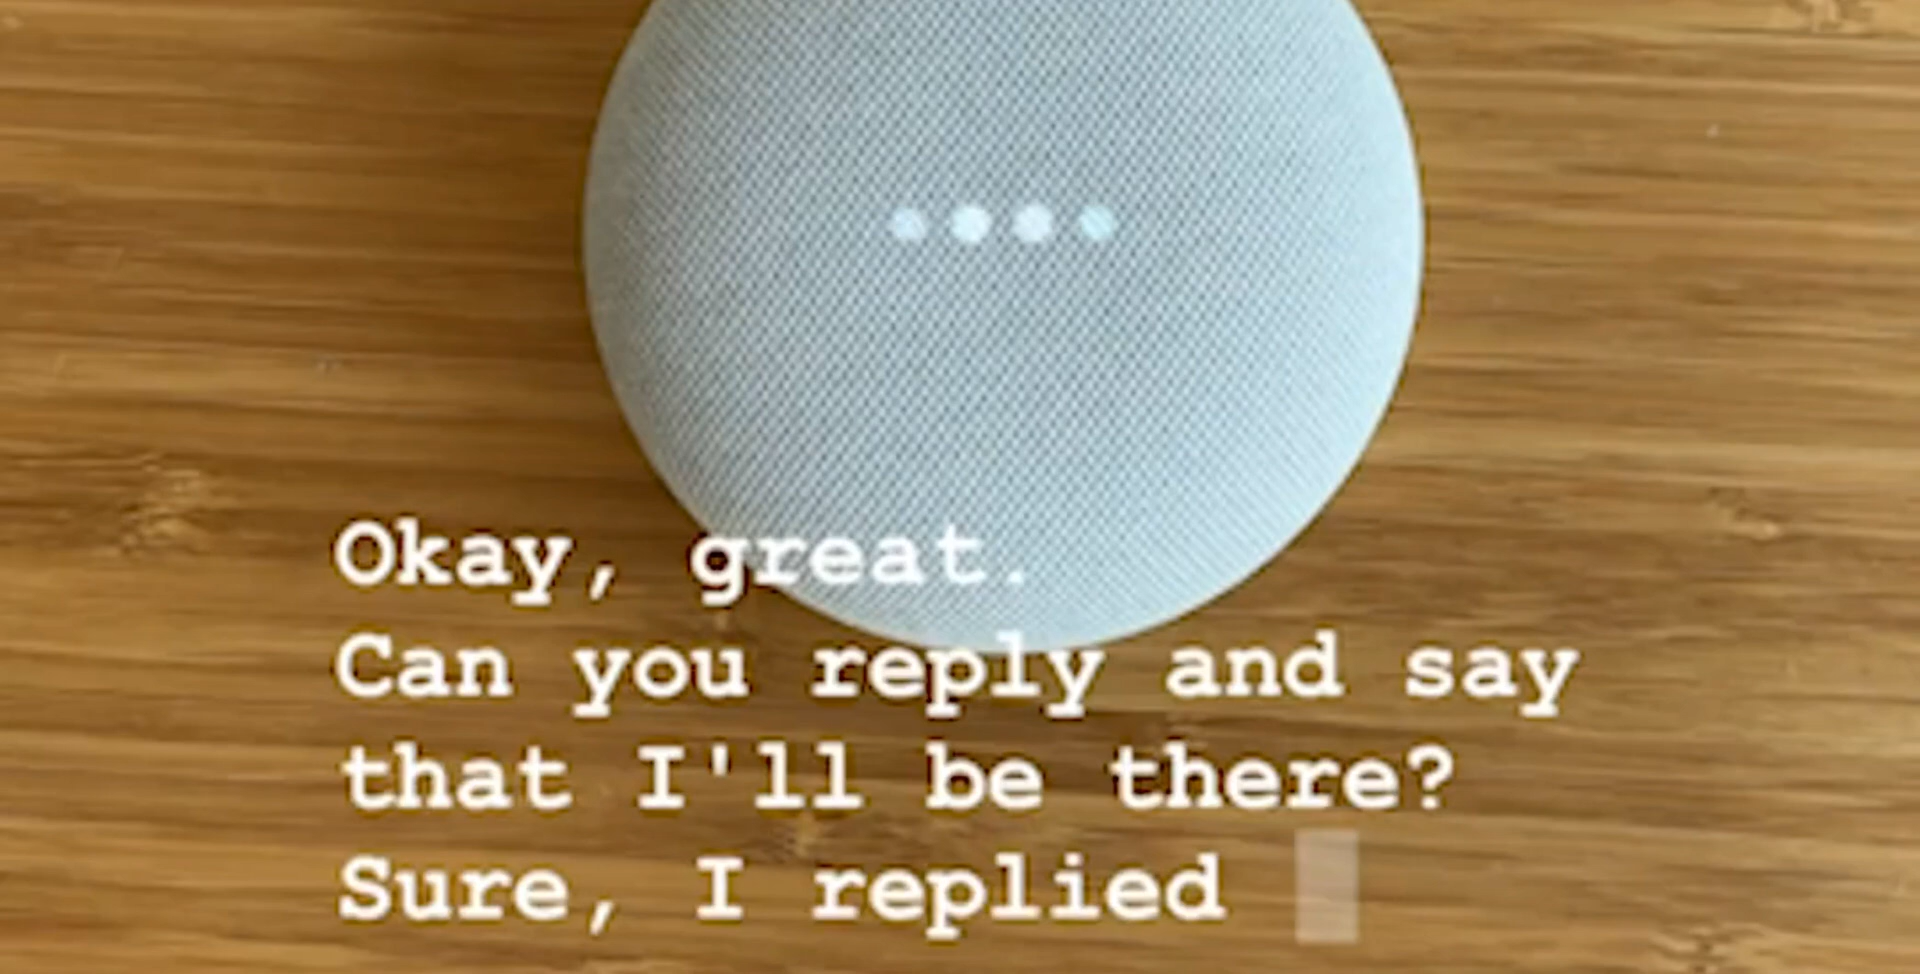 Okay, great.
Can you reply and say
that I'll be there?
Sure, I replied